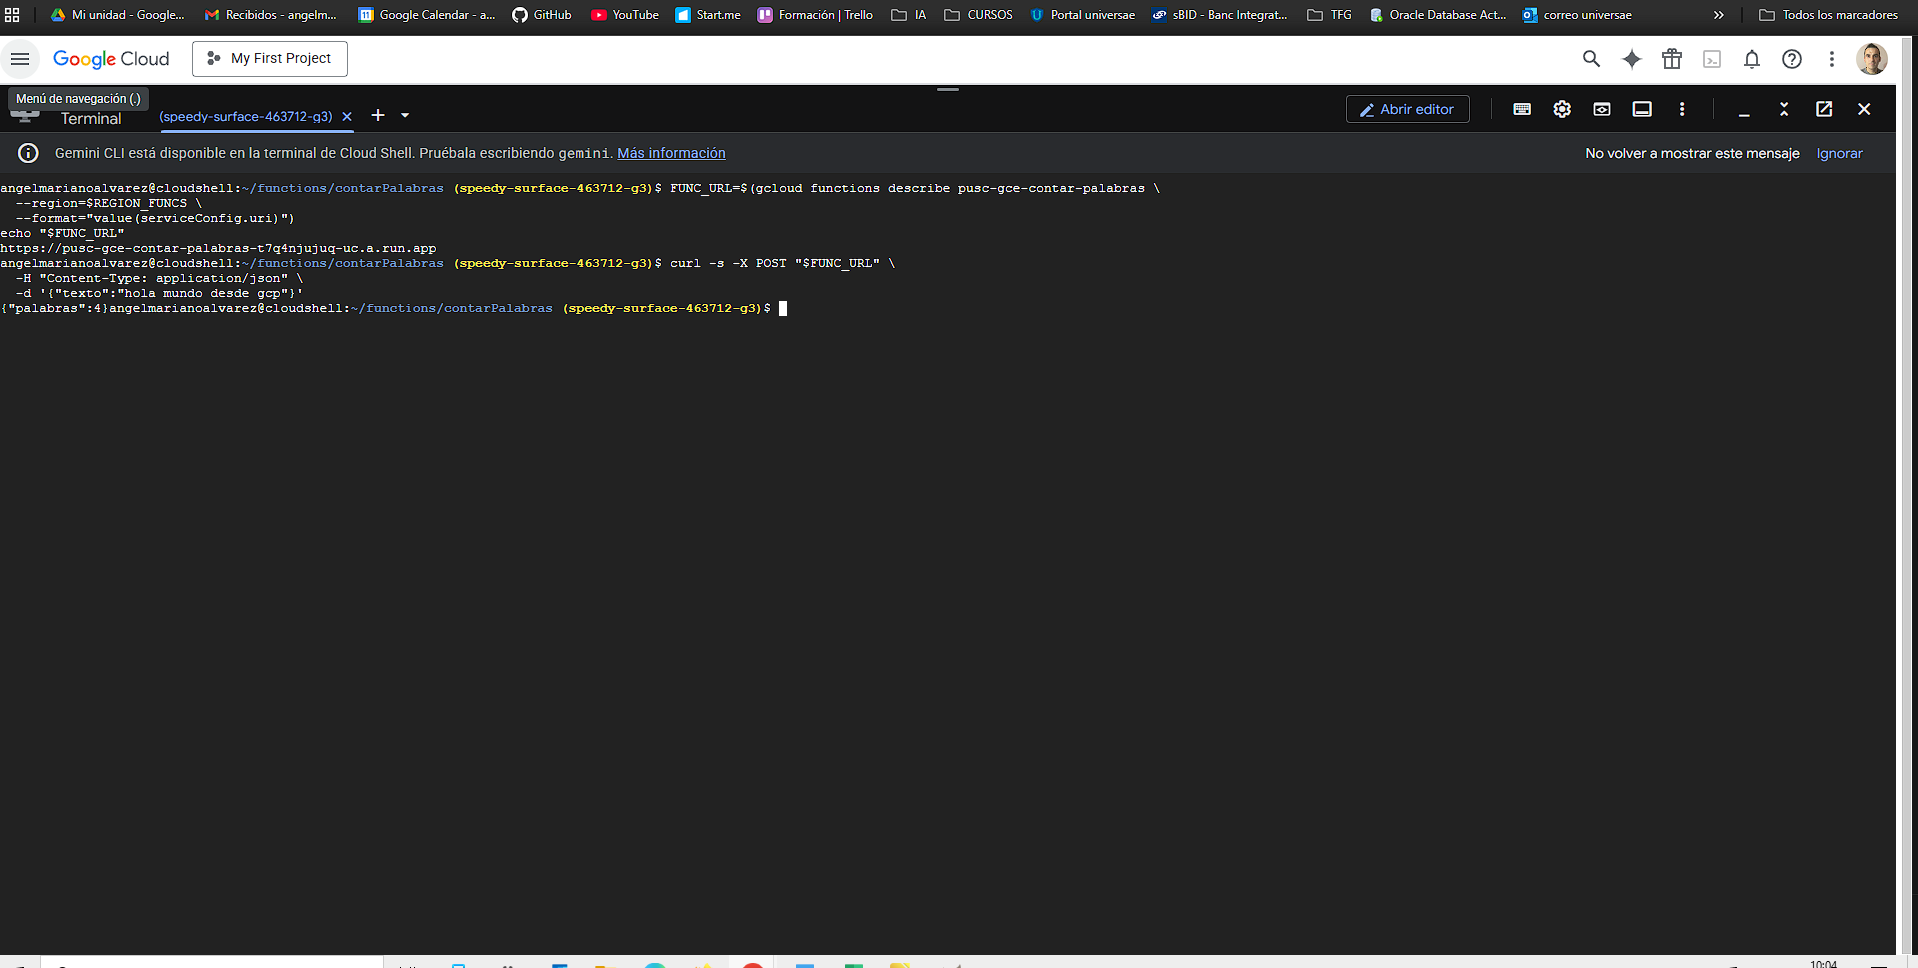 Mi unidad - Google... Recibidos - angelm... Google Calendar - a... GitHub YouTube Start.me Formación | Trello IA CURSOS Portal universae sBID - Banc Integrat... TFG Oracle Database Act... correo universae » Todos los marcadores
Google Cloud My First Project
Menú de navegación (.)
Terminal (speedy-surface-463712-g3) Abrir editor
Gemini CLI está disponible en la terminal de Cloud Shell. Pruébala escribiendo gemini. Más información No volver a mostrar este mensaje Ignorar
angelmarianoalvarez@cloudshell:~/functions/contarPalabras (speedy-surface-463712-g3)$ FUNC_URL=$(gcloud functions describe pusc-gce-contar-palabras \
--region=$REGION_FUNCS \
--format="value(serviceConfig.uri)")
echo "$FUNC_URL"
https://pusc-gce-contar-palabras-t7q4njujuq-uc.a.run.app
angelmarianoalvarez@cloudshell:~/functions/contarPalabras (speedy-surface-463712-g3)$ curl -s -X POST "$FUNC_URL" \
-H "Content-Type: application/json" \
-d '{"texto":"hola mundo desde gcp"}'
{"palabras":4}angelmarianoalvarez@cloudshell:~/functions/contarPalabras (speedy-surface-463712-g3)$
10:04